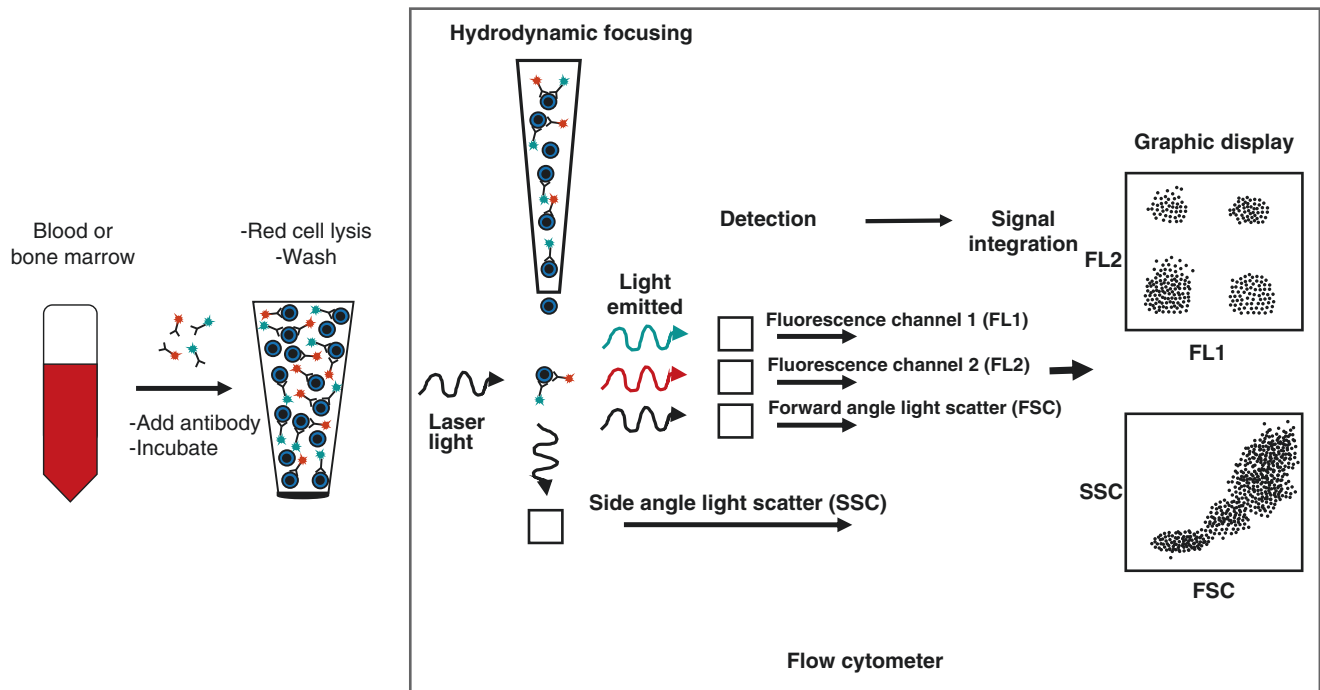 Blood or
bone marrow
-Add antibody
-Incubate
-Red cell lysis
-Wash
Hydrodynamic focusing
Laser
light
Light
emitted
Detection
Signal
integration
Fluorescence channel 1 (FL1)
Fluorescence channel 2 (FL2)
Forward angle light scatter (FSC)
Side angle light scatter (SSC)
Graphic display
FL2
FL1
SSC
FSC
Flow cytometer